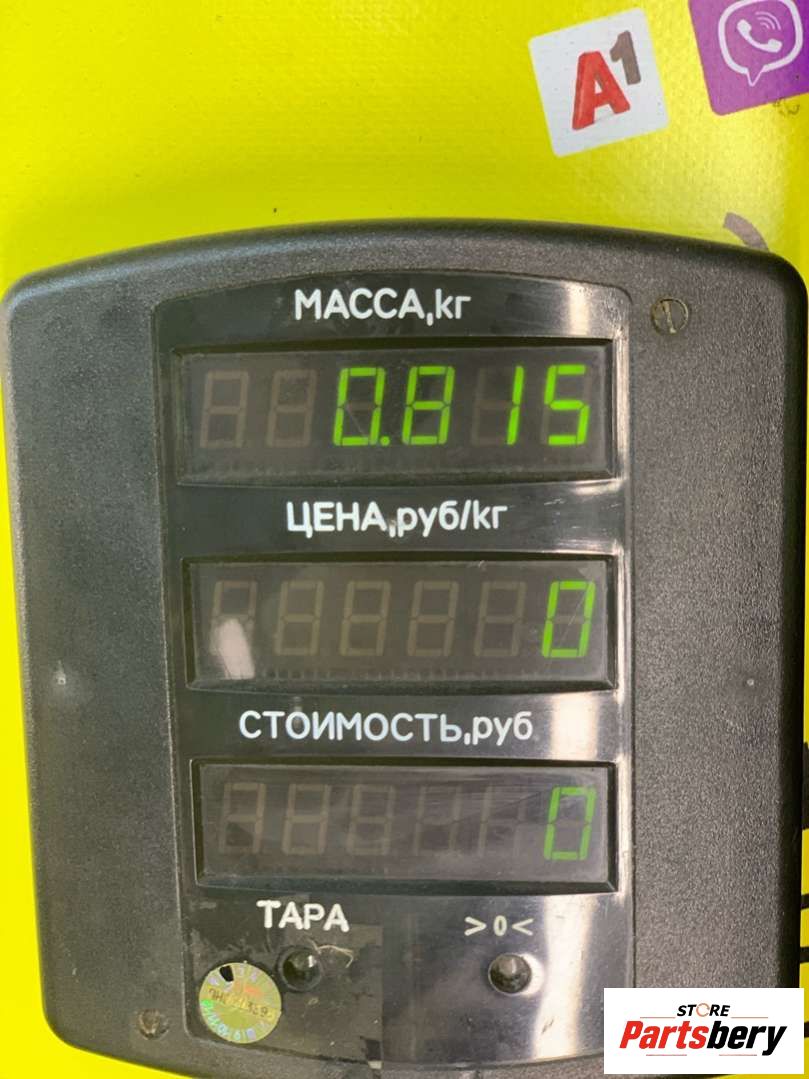 A1
МАССА,кг
0.815
ЦЕНА,руб/кг
0
СТОИМОСТЬ,руб
0
ТАРА >0<
STORE
Partsbery